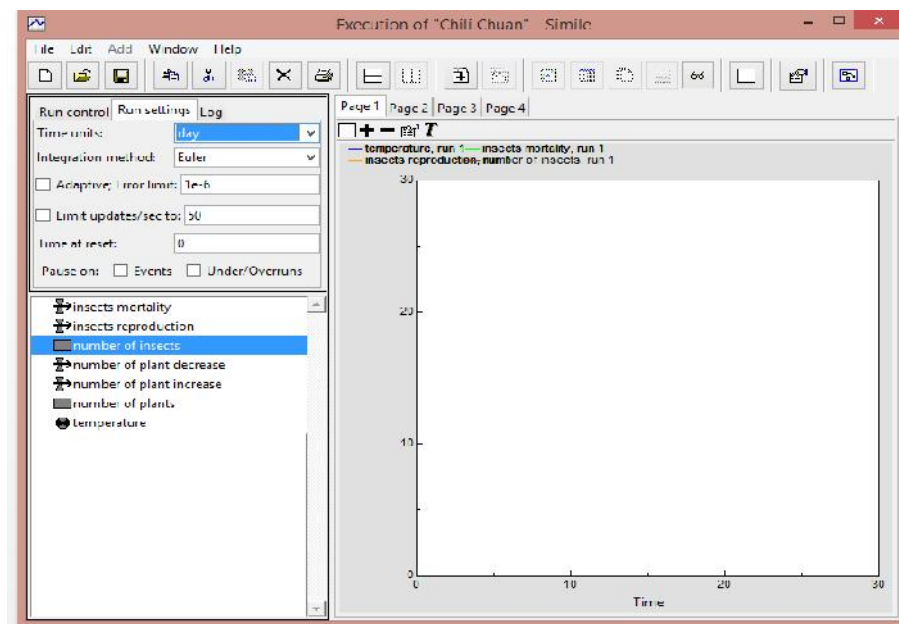 Execution of "Chili Chuan" Simile
File Edit Add Window Help
Run control Run settings Log
Time units: day
Integration method: Euler
Adaptive; Error limit: 1e-6
Limit updates/sec to: 50
Time at reset: 0
Pause on: Events Under/Overruns
insects mortality
insects reproduction
number of insects
number of plant decrease
number of plant increase
number of plants
temperature
Page 1 Page 2 Page 3 Page 4
temperature, run 1 insects mortality, run 1
insects reproduction, number of insects, run 1
30
20
10
0
0 10 20 30
Time